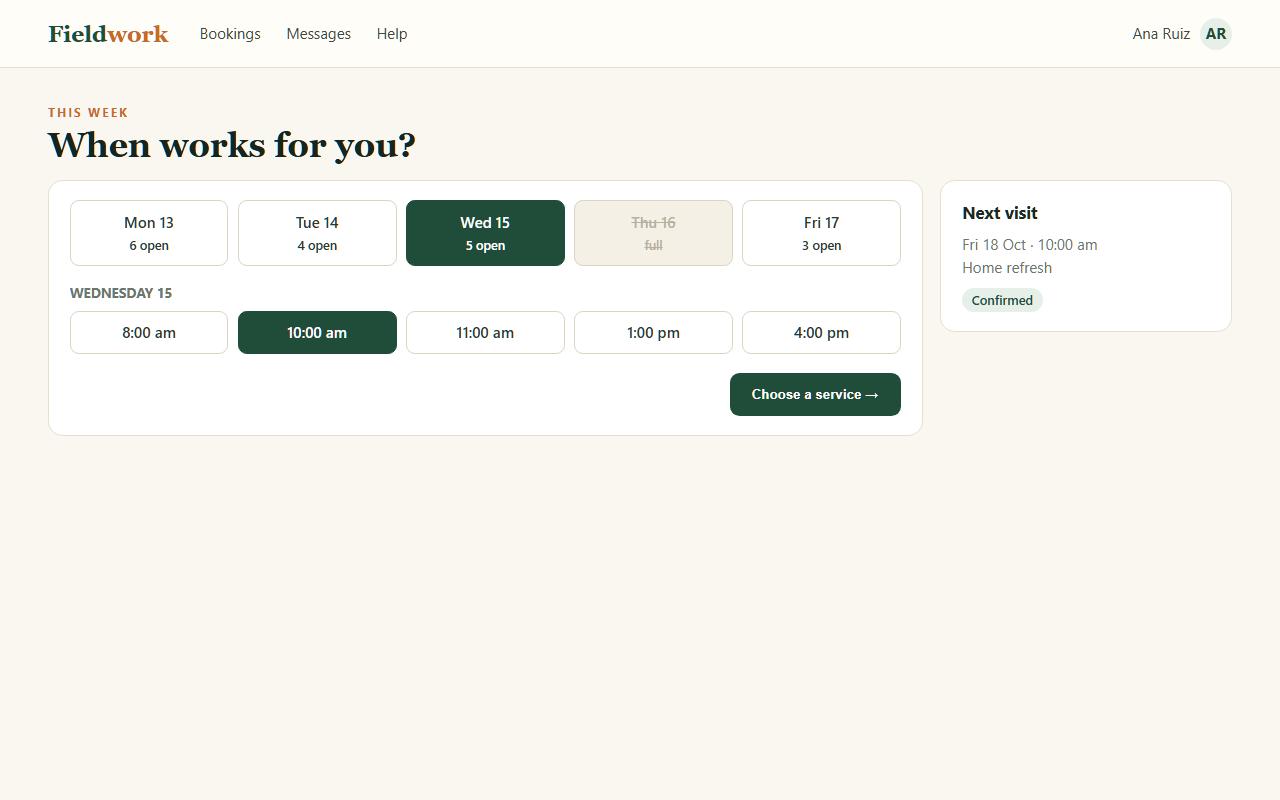 Fieldwork Bookings Messages Help Ana Ruiz AR
THIS WEEK
When works for you?
Mon 13 Tue 14 Wed 15 Thu 16 Fri 17
6 open 4 open 5 open full 3 open
WEDNESDAY 15
8:00 am 10:00 am 11:00 am 1:00 pm 4:00 pm
Choose a service →
Next visit
Fri 18 Oct · 10:00 am
Home refresh
Confirmed